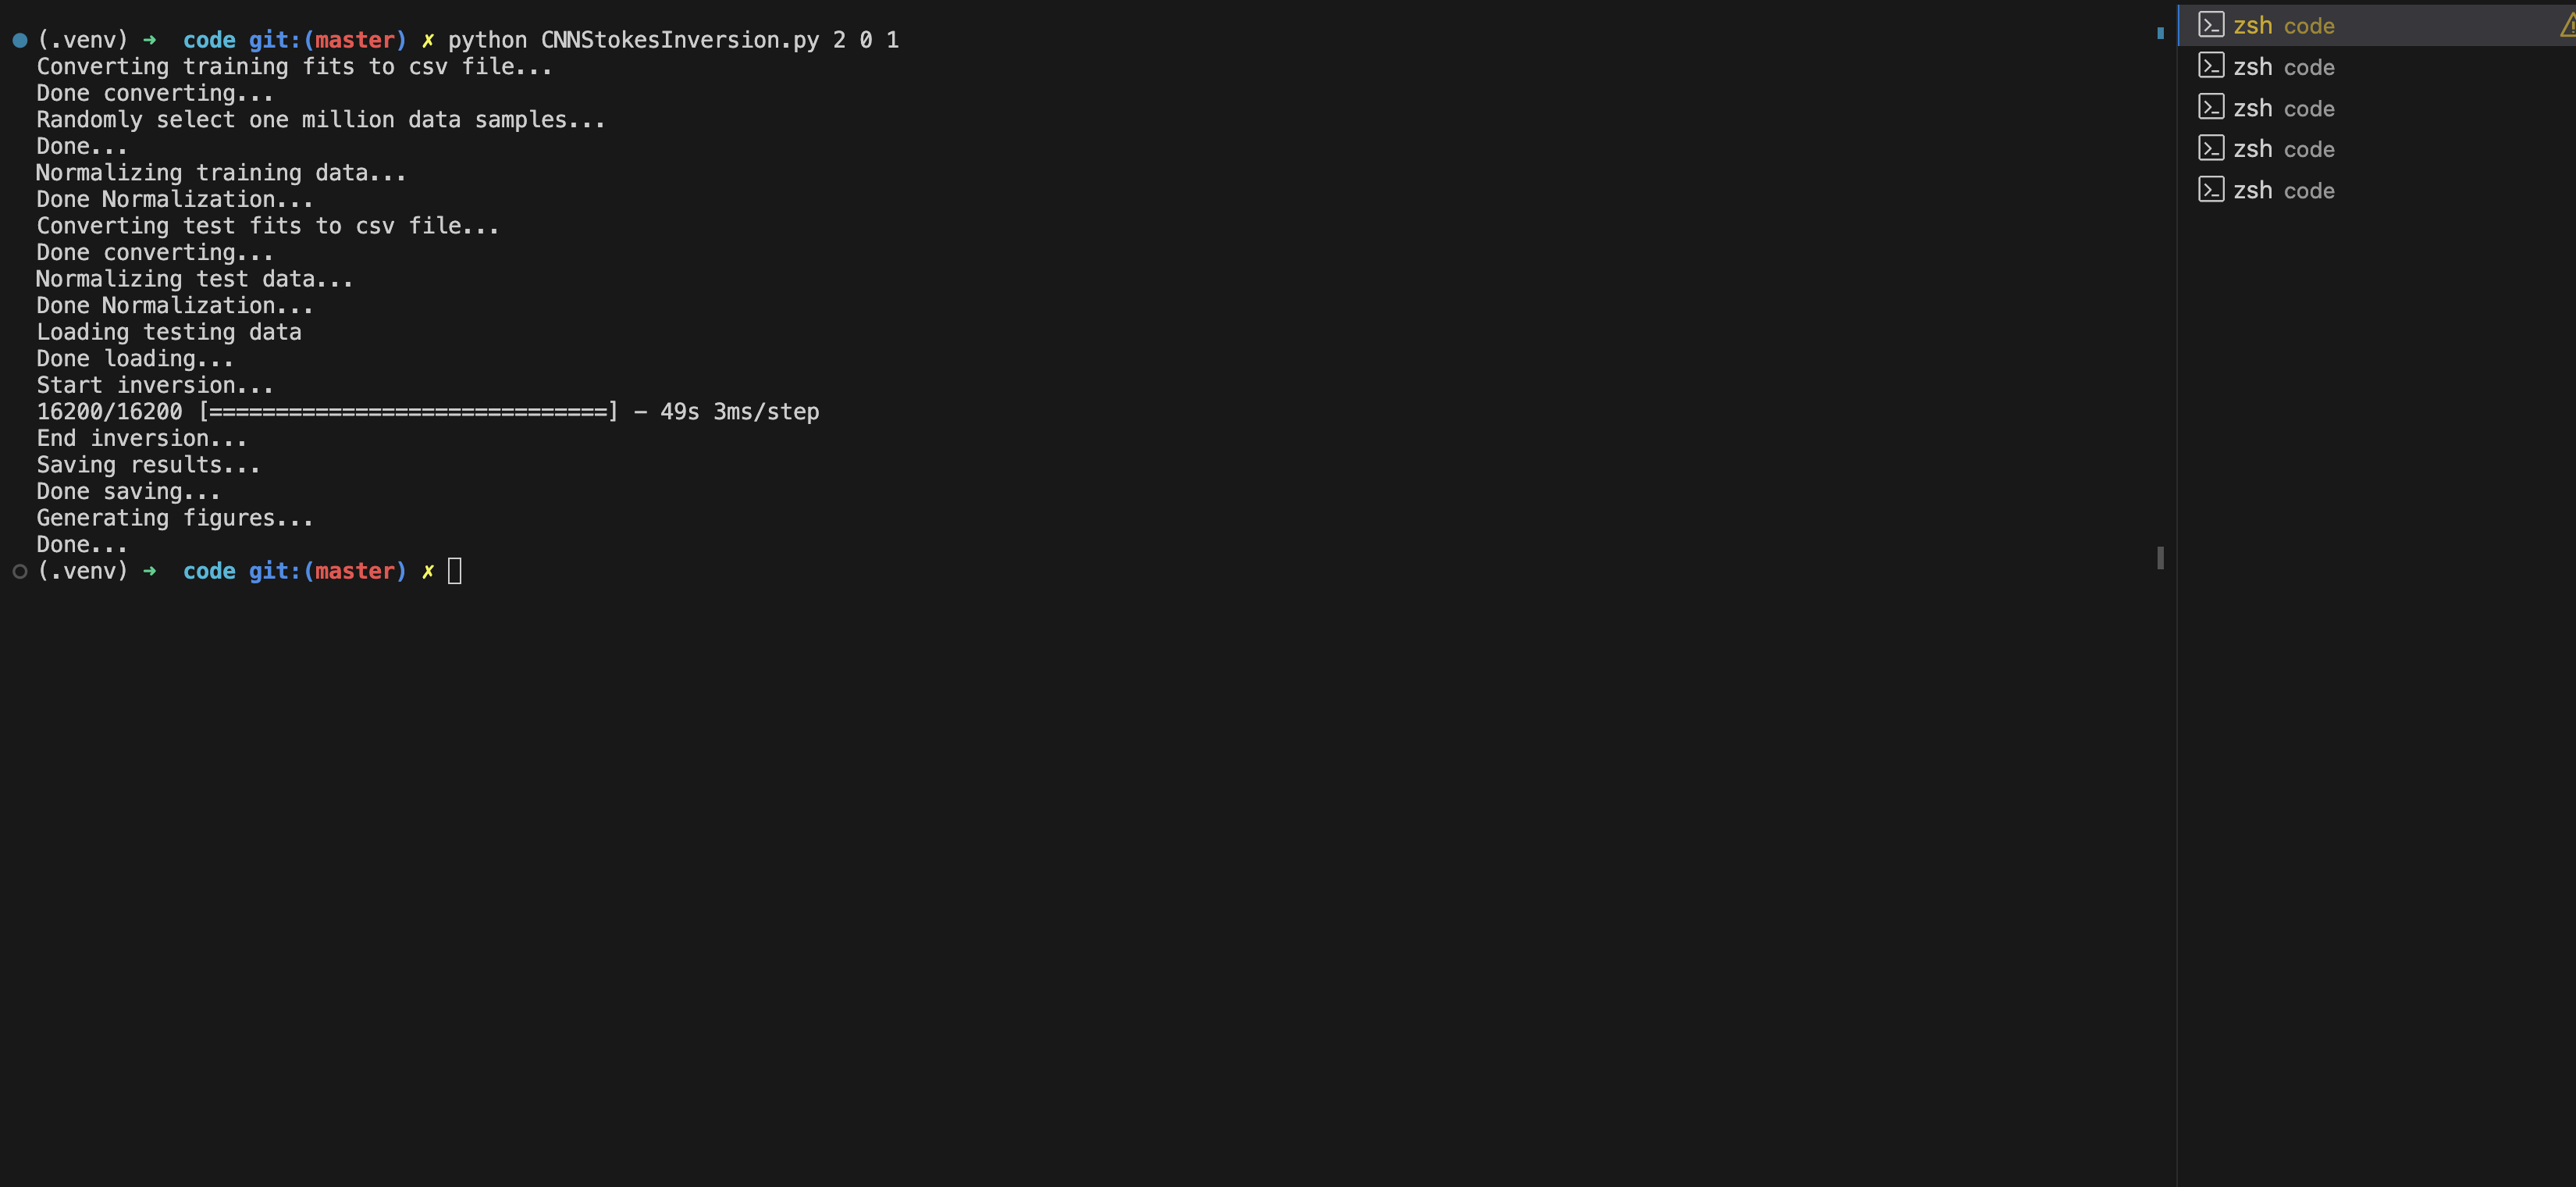 (.venv) ➜ code git:(master) ✗ python CNNStokesInversion.py 2 0 1
Converting training fits to csv file...
Done converting...
Randomly select one million data samples...
Done...
Normalizing training data...
Done Normalization...
Converting test fits to csv file...
Done converting...
Normalizing test data...
Done Normalization...
Loading testing data
Done loading...
Start inversion...
16200/16200 [==============================] - 49s 3ms/step
End inversion...
Saving results...
Done saving...
Generating figures...
Done...
(.venv) ➜ code git:(master) ✗
zsh code
zsh code
zsh code
zsh code
zsh code